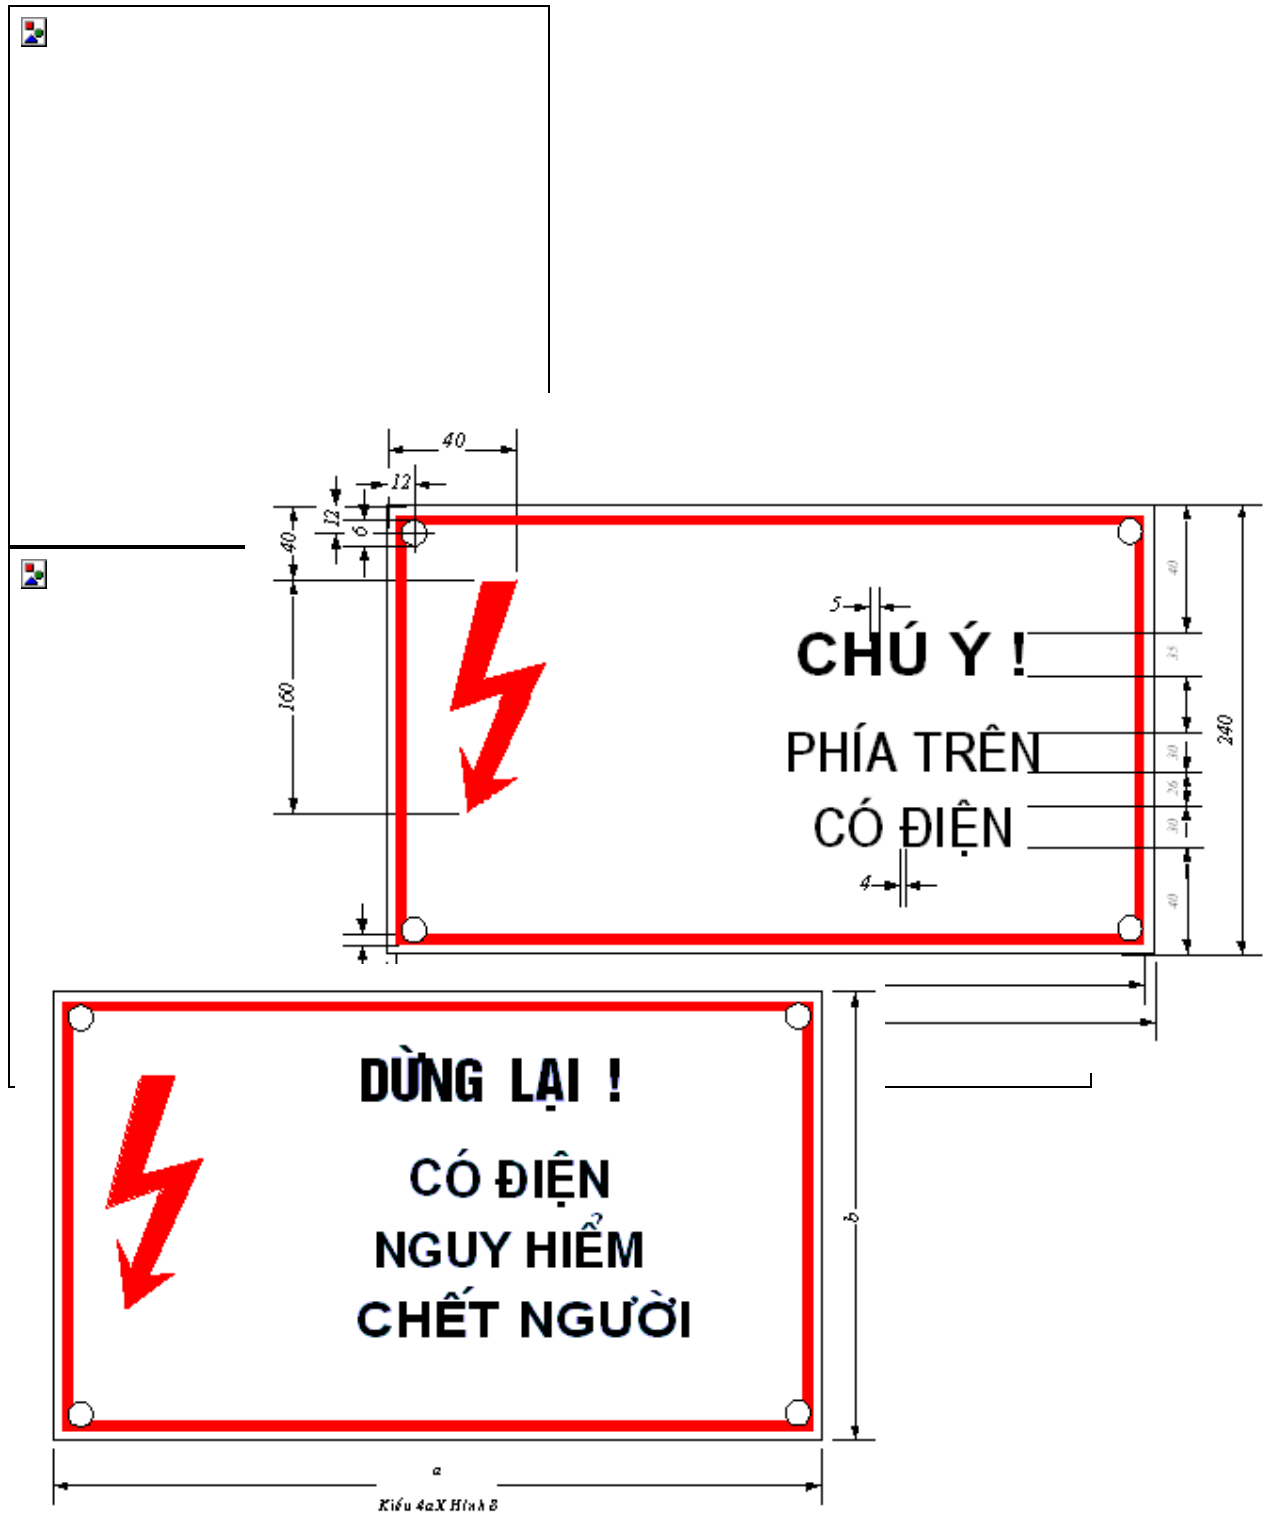 40
12
12
6
40
160
5
CHÚ Ý !
PHÍA TRÊN
CÓ ĐIỆN
4
40
35
30
26
30
40
240
DỪNG LẠI !
CÓ ĐIỆN
NGUY HIỂM
CHẾT NGƯỜI
b
a
Kiểu 4aX Hình 8